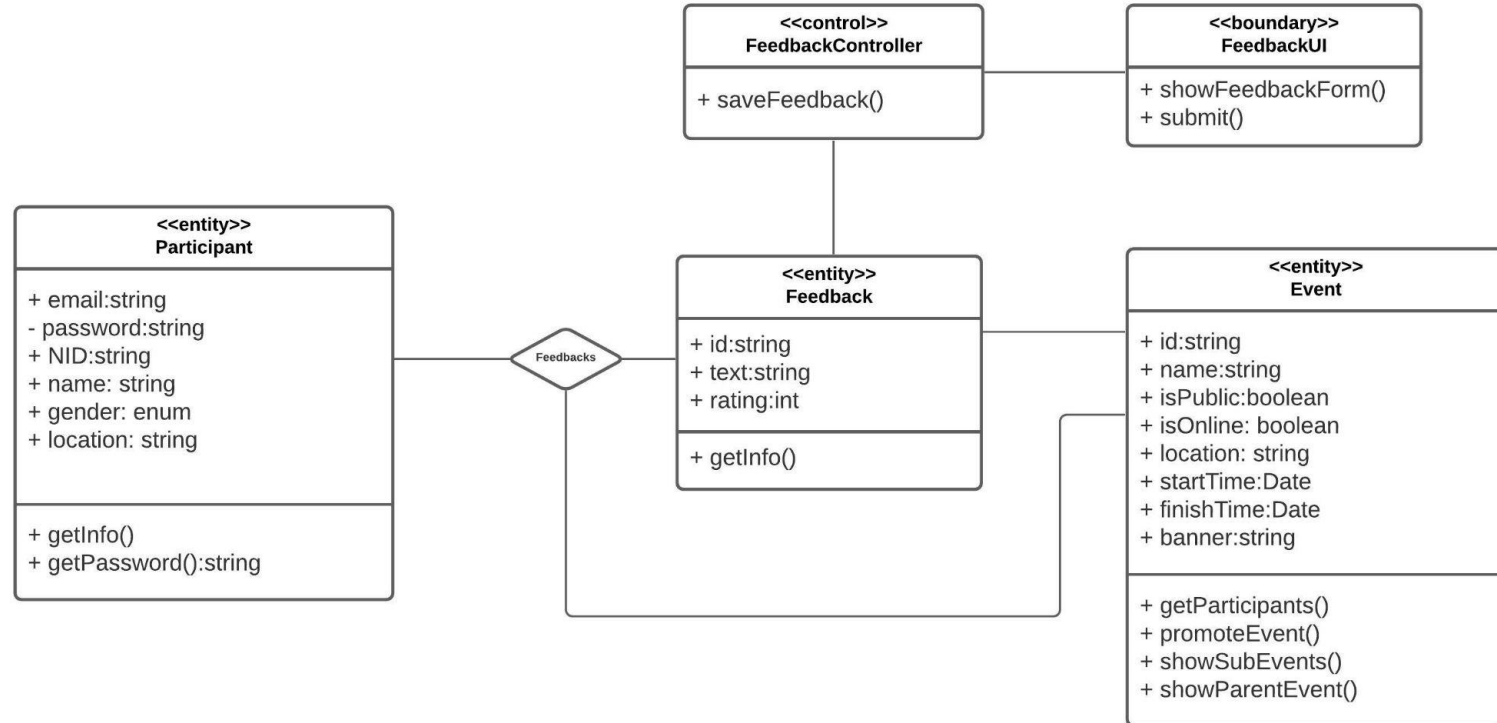 <<control>>
FeedbackController
+ saveFeedback()
<<boundary>>
FeedbackUI
+ showFeedbackForm()
+ submit()
<<entity>>
Participant
+ email:string
- password:string
+ NID:string
+ name: string
+ gender: enum
+ location: string
+ getInfo()
+ getPassword():string
Feedbacks
<<entity>>
Feedback
+ id:string
+ text:string
+ rating:int
+ getInfo()
<<entity>>
Event
+ id:string
+ name:string
+ isPublic:boolean
+ isOnline: boolean
+ location: string
+ startTime:Date
+ finishTime:Date
+ banner:string
+ getParticipants()
+ promoteEvent()
+ showSubEvents()
+ showParentEvent()